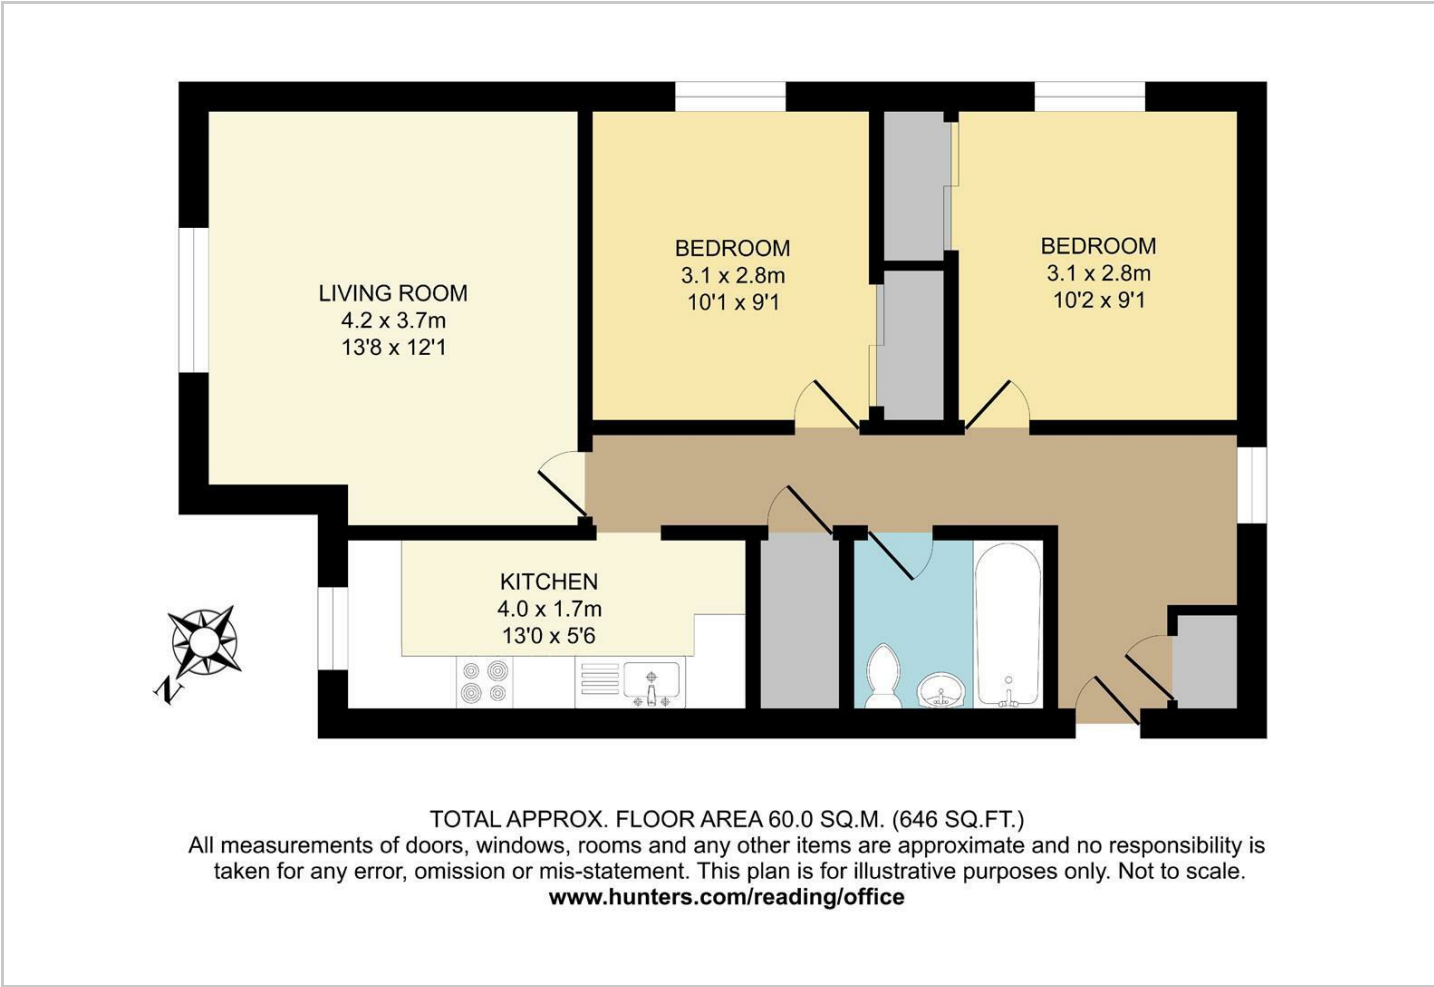 BEDROOM
3.1 x 2.8m
10'1 x 9'1
BEDROOM
3.1 x 2.8m
10'2 x 9'1
LIVING ROOM
4.2 x 3.7m
13'8 x 12'1
KITCHEN
4.0 x 1.7m
13'0 x 5'6
N
TOTAL APPROX. FLOOR AREA 60.0 SQ.M. (646 SQ.FT.)
All measurements of doors, windows, rooms and any other items are approximate and no responsibility is
taken for any error, omission or mis-statement. This plan is for illustrative purposes only. Not to scale.
www.hunters.com/reading/office